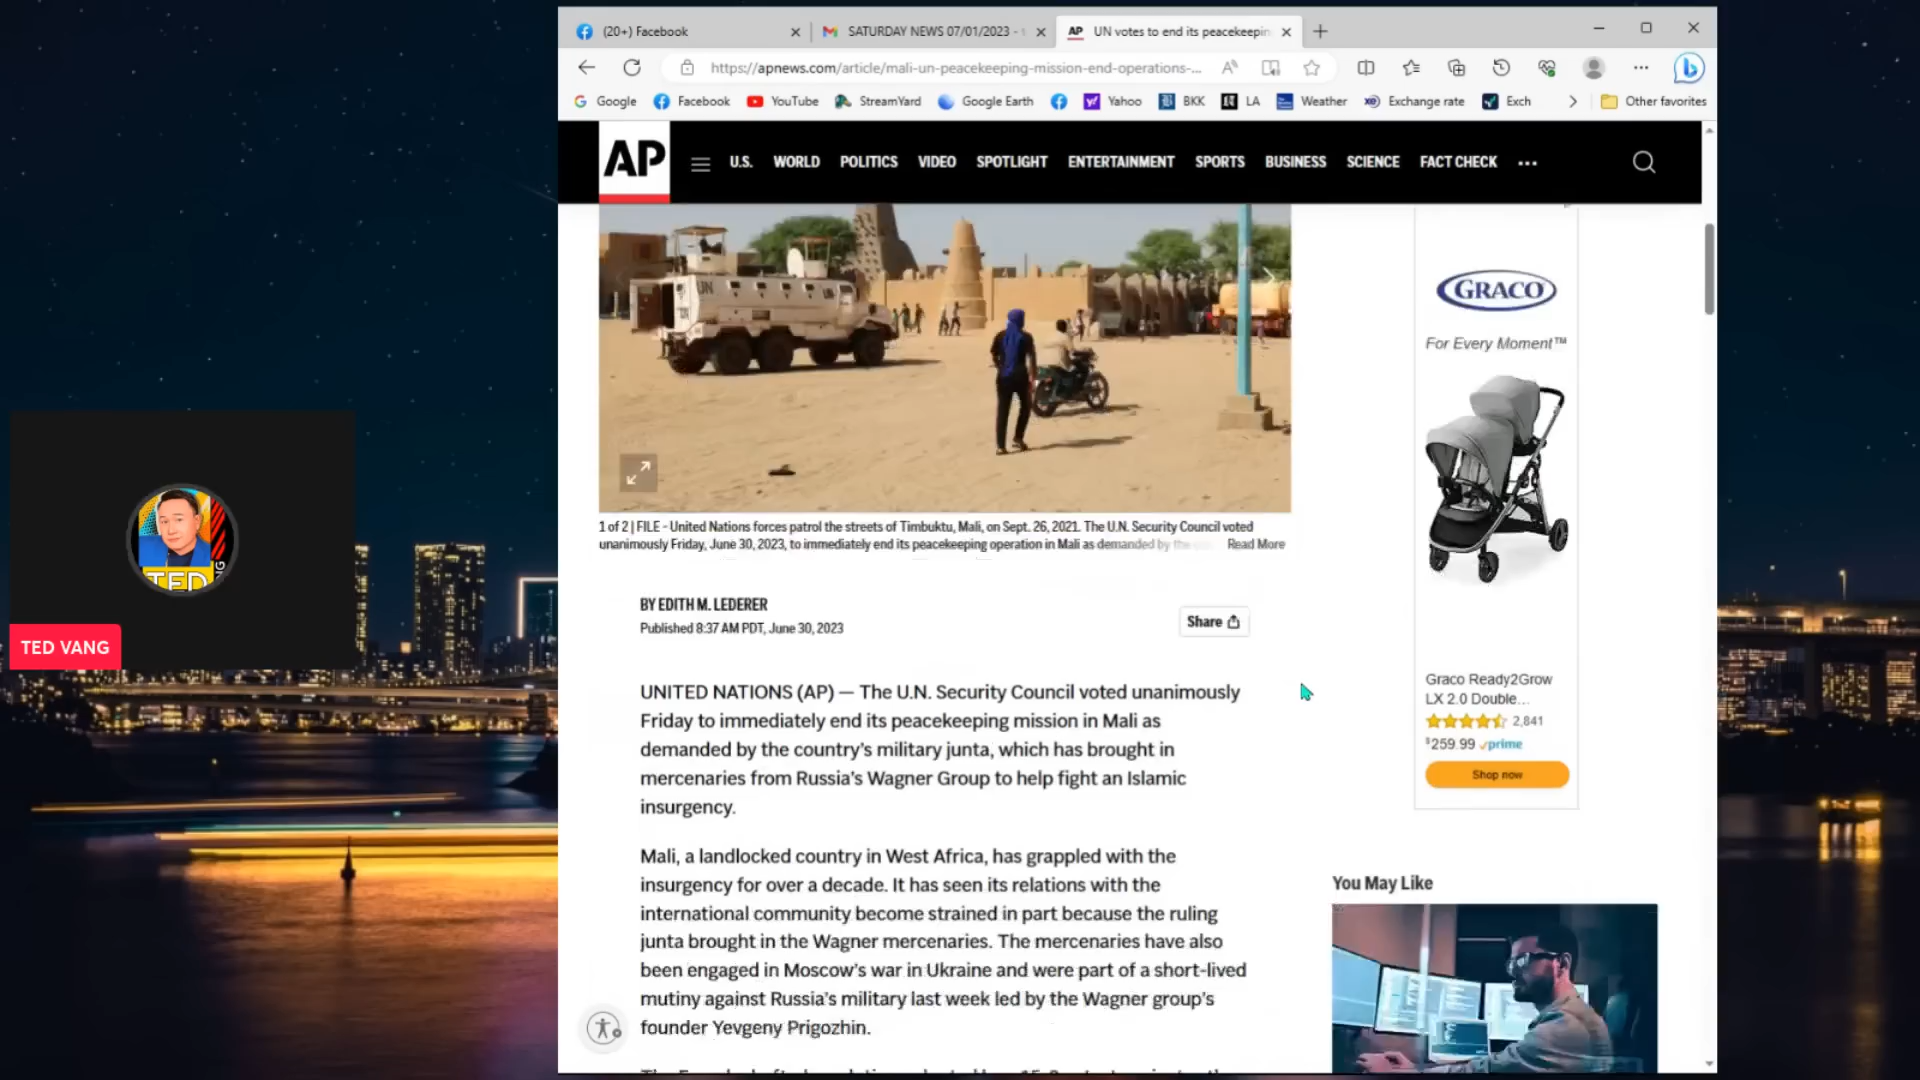 (20+) Facebook
SATURDAY NEWS 07/01/2023 -
AP UN votes to end its peacekeepin
https://apnews.com/article/mali-un-peacekeeping-mission-end-operations-...
Google Facebook YouTube StreamYard Google Earth Yahoo BKK LA Weather Exchange rate Exch Other favorites
AP
U.S. WORLD POLITICS VIDEO SPOTLIGHT ENTERTAINMENT SPORTS BUSINESS SCIENCE FACT CHECK
UN
1 of 2 | FILE - United Nations forces patrol the streets of Timbuktu, Mali, on Sept. 26, 2021. The U.N. Security Council voted
unanimously Friday, June 30, 2023, to immediately end its peacekeeping operation in Mali as demanded by the Read More
BY EDITH M. LEDERER
Published 8:37 AM PDT, June 30, 2023
Share
UNITED NATIONS (AP) — The U.N. Security Council voted unanimously
Friday to immediately end its peacekeeping mission in Mali as
demanded by the country's military junta, which has brought in
mercenaries from Russia's Wagner Group to help fight an Islamic
insurgency.
Mali, a landlocked country in West Africa, has grappled with the
insurgency for over a decade. It has seen its relations with the
international community become strained in part because the ruling
junta brought in the Wagner mercenaries. The mercenaries have also
been engaged in Moscow's war in Ukraine and were part of a short-lived
mutiny against Russia's military last week led by the Wagner group's
founder Yevgeny Prigozhin.
GRACO
For Every Moment™
Graco Ready2Grow
LX 2.0 Double...
2,841
$259.99 prime
Shop now
You May Like
TED
TED VANG